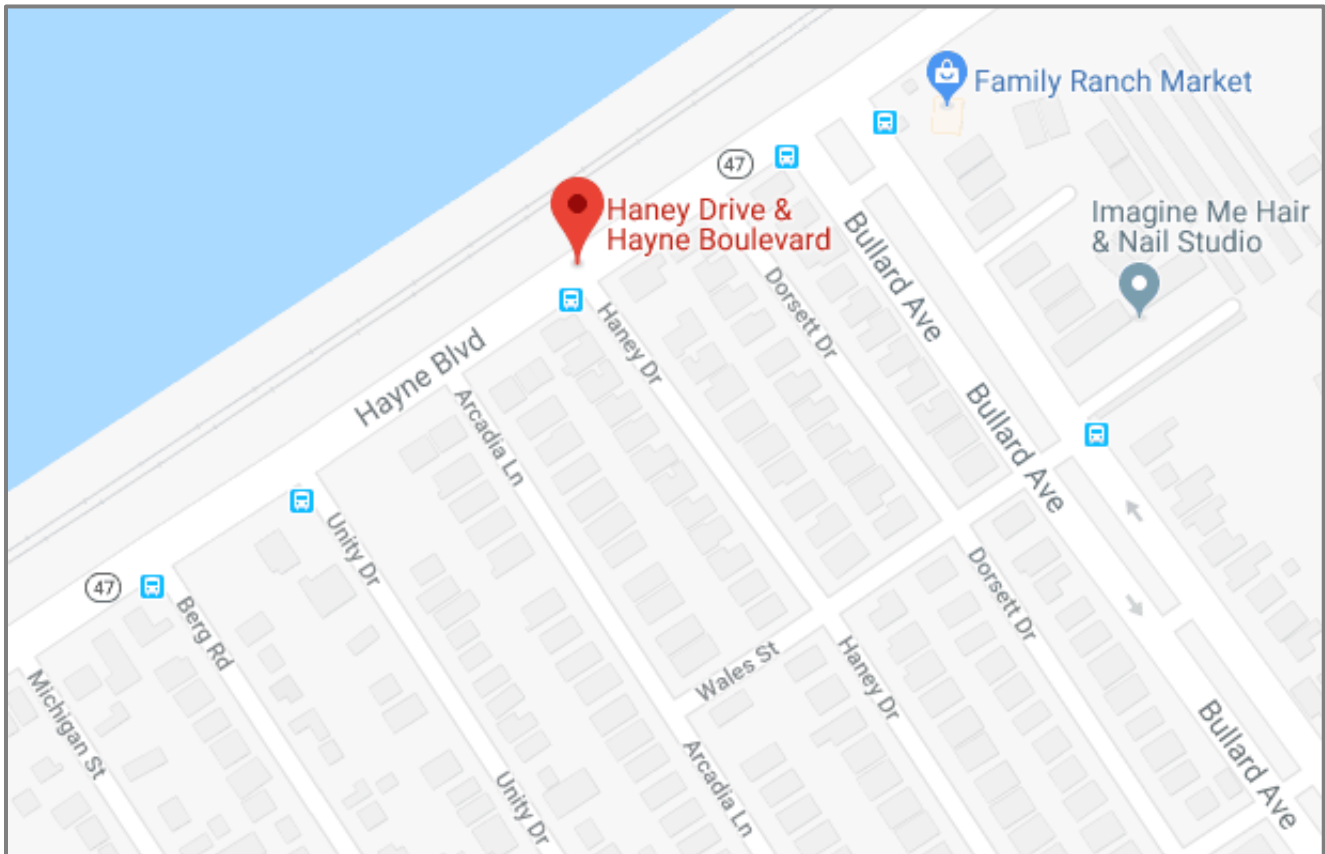 Family Ranch Market
47
Haney Drive &
Hayne Boulevard
Imagine Me Hair
& Nail Studio
Bullard Ave
Dorsett Dr
Haney Dr
Hayne Blvd
Arcadia Ln
Bullard Ave
Unity Dr
Dorsett Dr
47
Berg Rd
Wales St
Haney Dr
Michigan St
Bullard Ave
Arcadia Ln
Unity Dr